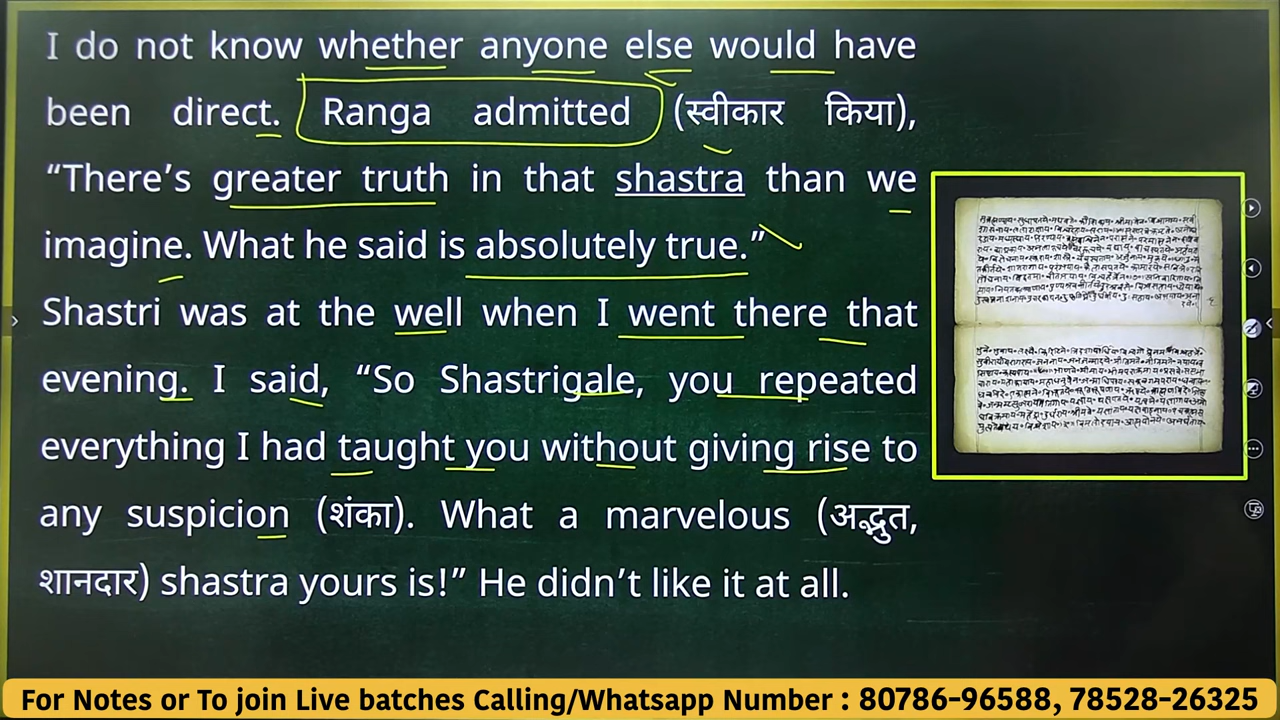 I do not know whether anyone else would have
been direct. Ranga admitted (स्वीकार किया),
“There’s greater truth in that shastra than we
imagine. What he said is absolutely true.”
Shastri was at the well when I went there that
evening. I said, “So Shastrigale, you repeated
everything I had taught you without giving rise to
any suspicion (शंका). What a marvelous (अद्भुत,
शानदार) shastra yours is!” He didn’t like it at all.
For Notes or To join Live batches Calling/Whatsapp Number : 80786-96588, 78528-26325